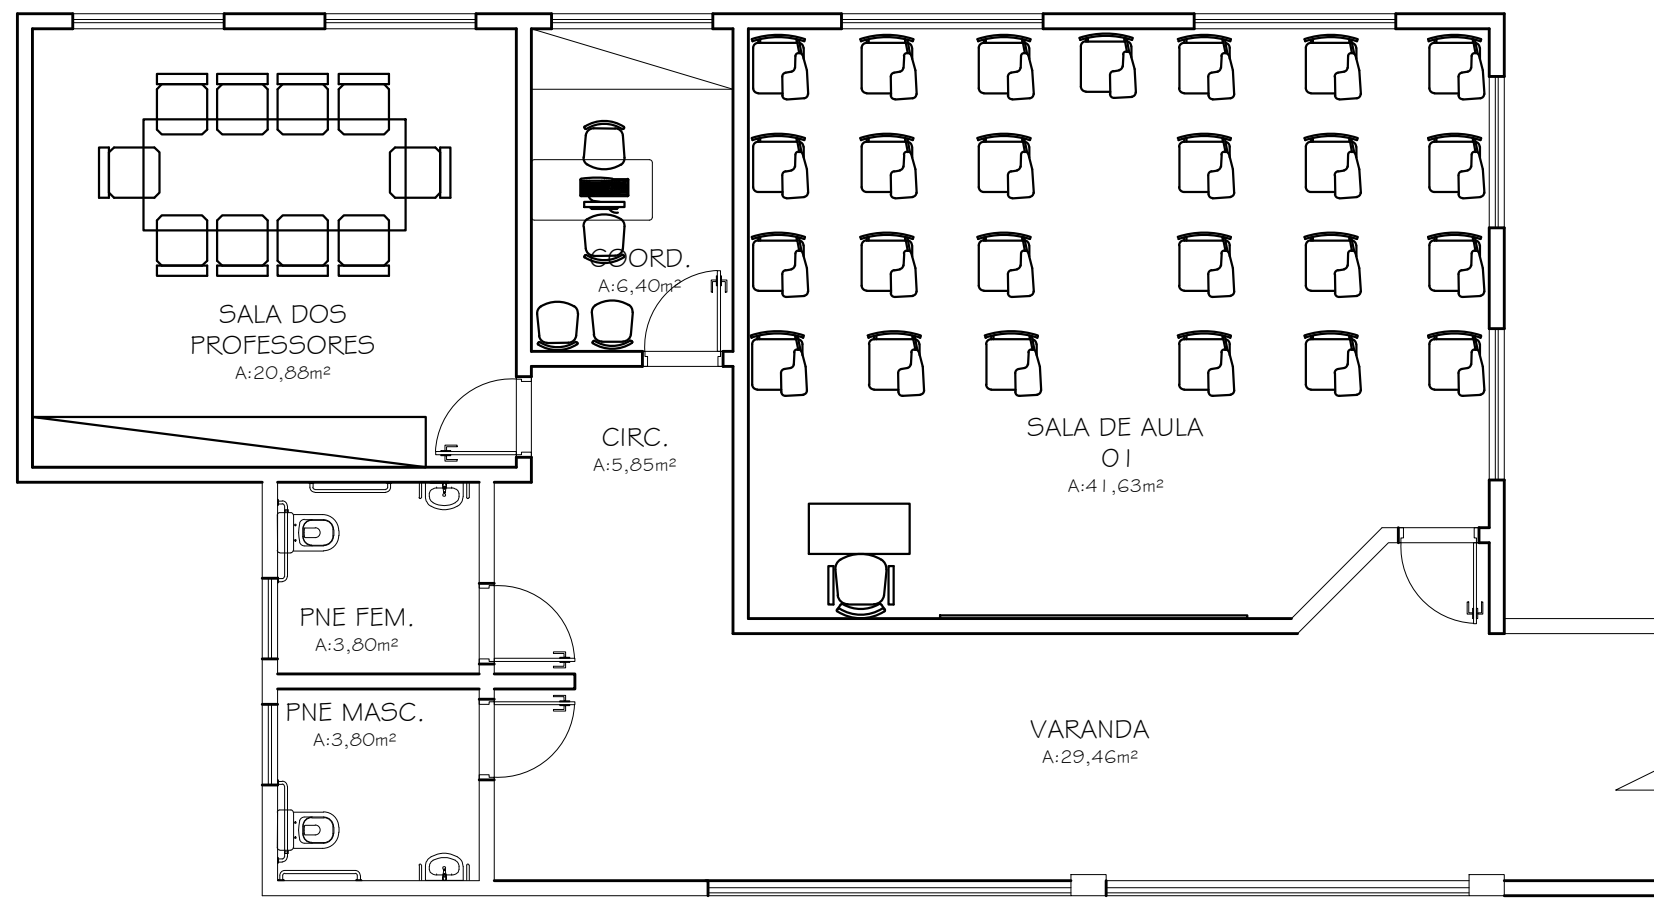 SALA DOS
PROFESSORES
A:20,88m²
COORD.
A:6,40m²
CIRC.
A:5,85m²
SALA DE AULA
01
A:41,63m²
PNE FEM.
A:3,80m²
PNE MASC.
A:3,80m²
VARANDA
A:29,46m²